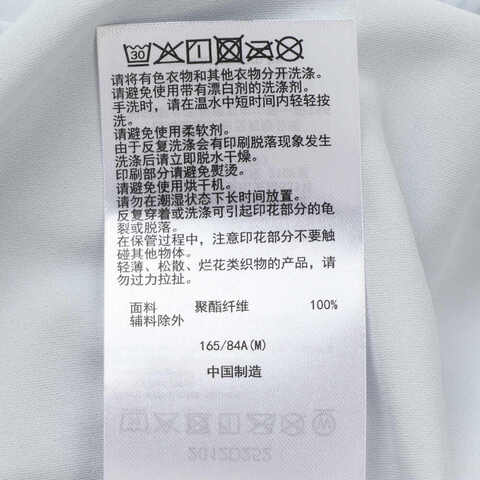 30
请将有色衣物和其他衣物分开洗涤。
请避免使用带有漂白剂的洗涤剂。
手洗时，请在温水中短时间内轻轻按
洗。
请避免使用柔软剂。
由于反复洗涤会有印刷脱落现象发生
洗涤后请立即脱水干燥。
印刷部分请避免熨烫。
请避免使用烘干机。
请勿在潮湿状态下长时间放置。
反复穿着或洗涤可引起印花部分的龟
裂或脱落。
在保管过程中，注意印花部分不要触
碰其他物体。
轻薄、松散、烂花类织物的产品，请
勿过力拉扯。
面料 聚酯纤维 100%
辅料除外
165/84A(M)
中国制造
2012D252